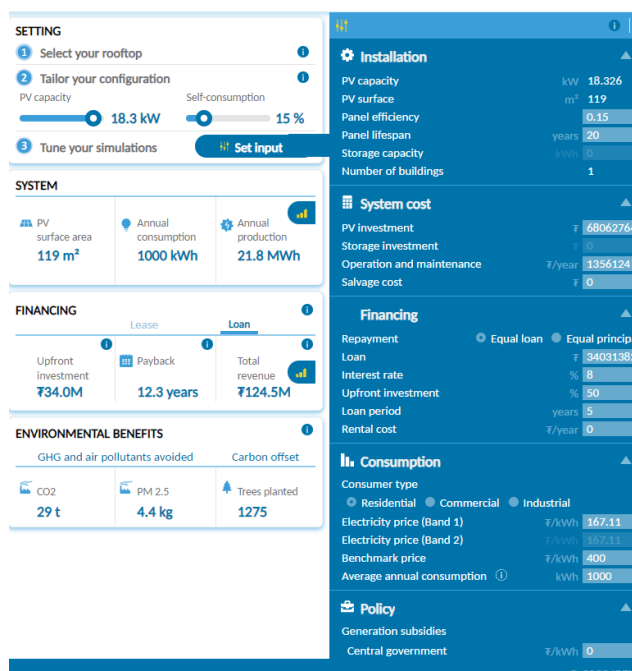 SETTING
1 Select your rooftop
2 Tailor your configuration
PV capacity Self-consumption
18.3 kW 15 %
3 Tune your simulations Set input
SYSTEM
PV surface area
119 m²
Annual consumption
1000 kWh
Annual production
21.8 MWh
FINANCING
Lease Loan
Upfront investment
₮34.0M
Payback
12.3 years
Total revenue
₮124.5M
ENVIRONMENTAL BENEFITS
GHG and air pollutants avoided Carbon offset
CO2
29 t
PM 2.5
4.4 kg
Trees planted
1275
Installation
PV capacity kW 18.326
PV surface m² 119
Panel efficiency 0.15
Panel lifespan years 20
Storage capacity kWh 0
Number of buildings 1
System cost
PV investment ₮ 6806276
Storage investment ₮ 0
Operation and maintenance ₮/year 1356124
Salvage cost ₮ 0
Financing
Repayment Equal loan Equal princip
Loan ₮ 3403138
Interest rate % 8
Upfront investment % 50
Loan period years 5
Rental cost ₮/year 0
Consumption
Consumer type
Residential Commercial Industrial
Electricity price (Band 1) ₮/kWh 167.11
Electricity price (Band 2) ₮/kWh 167.11
Benchmark price ₮/kWh 400
Average annual consumption kWh 1000
Policy
Generation subsidies
Central government ₮/kWh 0